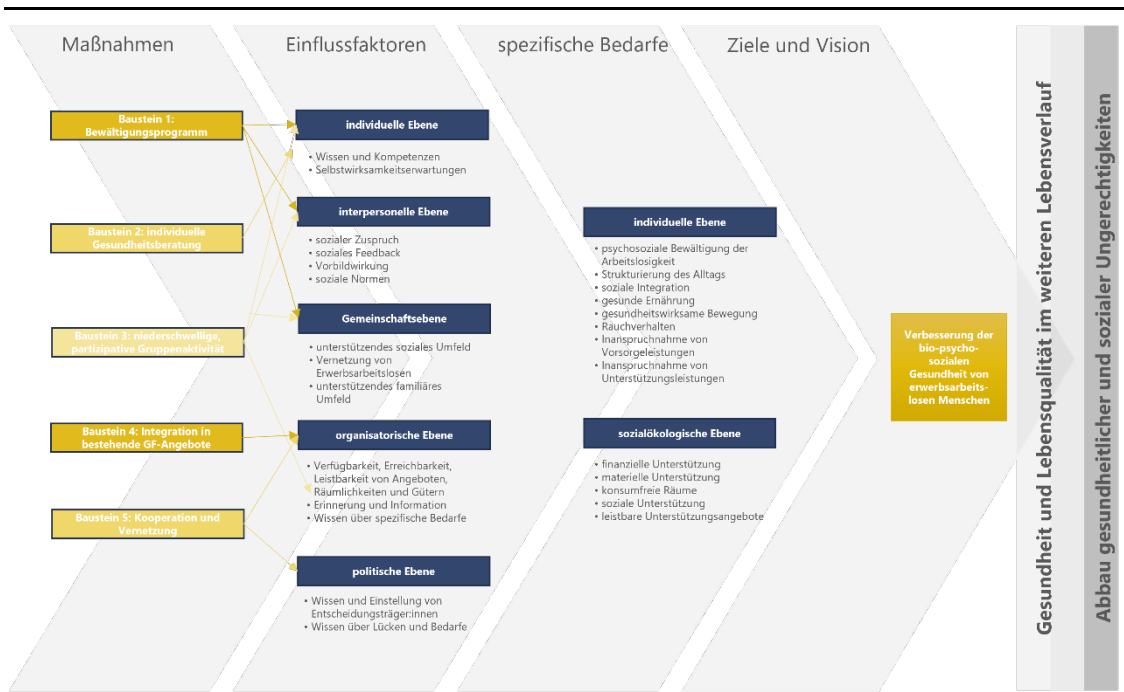 Maßnahmen
Einflussfaktoren
spezifische Bedarfe
Ziele und Vision
Baustein 1:
Bewältigungsprogramm
Baustein 2: individuelle
Gesundheitsberatung
Baustein 3: niederschwellige,
partizipative Gruppenaktivität
Baustein 4: Integration in
bestehende GF-Angebote
Baustein 5: Kooperation und
Vernetzung
individuelle Ebene
• Wissen und Kompetenzen
• Selbstwirksamkeitserwartungen
interpersonelle Ebene
• sozialer Zuspruch
• soziales Feedback
• Vorbildwirkung
• soziale Normen
Gemeinschaftsebene
• unterstützendes soziales Umfeld
• Vernetzung von
Erwerbsarbeitslosen
• unterstützendes familiäres
Umfeld
organisatorische Ebene
• Verfügbarkeit, Erreichbarkeit,
Leistbarkeit von Angeboten,
Räumlichkeiten und Gütern
• Erinnerung und Information
• Wissen über spezifische Bedarfe
politische Ebene
• Wissen und Einstellung von
Entscheidungsträger:innen
• Wissen über Lücken und Bedarfe
individuelle Ebene
• psychosoziale Bewältigung der
Arbeitslosigkeit
• Strukturierung des Alltags
• soziale Integration
• gesunde Ernährung
• gesundheitswirksame Bewegung
• Rauchverhalten
• Inanspruchnahme von
Vorsorgeleistungen
• Inanspruchnahme von
Unterstützungsleistungen
sozialökologische Ebene
• finanzielle Unterstützung
• materielle Unterstützung
• konsumfreie Räume
• soziale Unterstützung
• leistbare Unterstützungsangebote
Verbesserung der
bio-psycho-
sozialen
Gesundheit von
erwerbsarbeits-
losen Menschen
Gesundheit und Lebensqualität im weiteren Lebensverlauf
Abbau gesundheitlicher und sozialer Ungerechtigkeiten